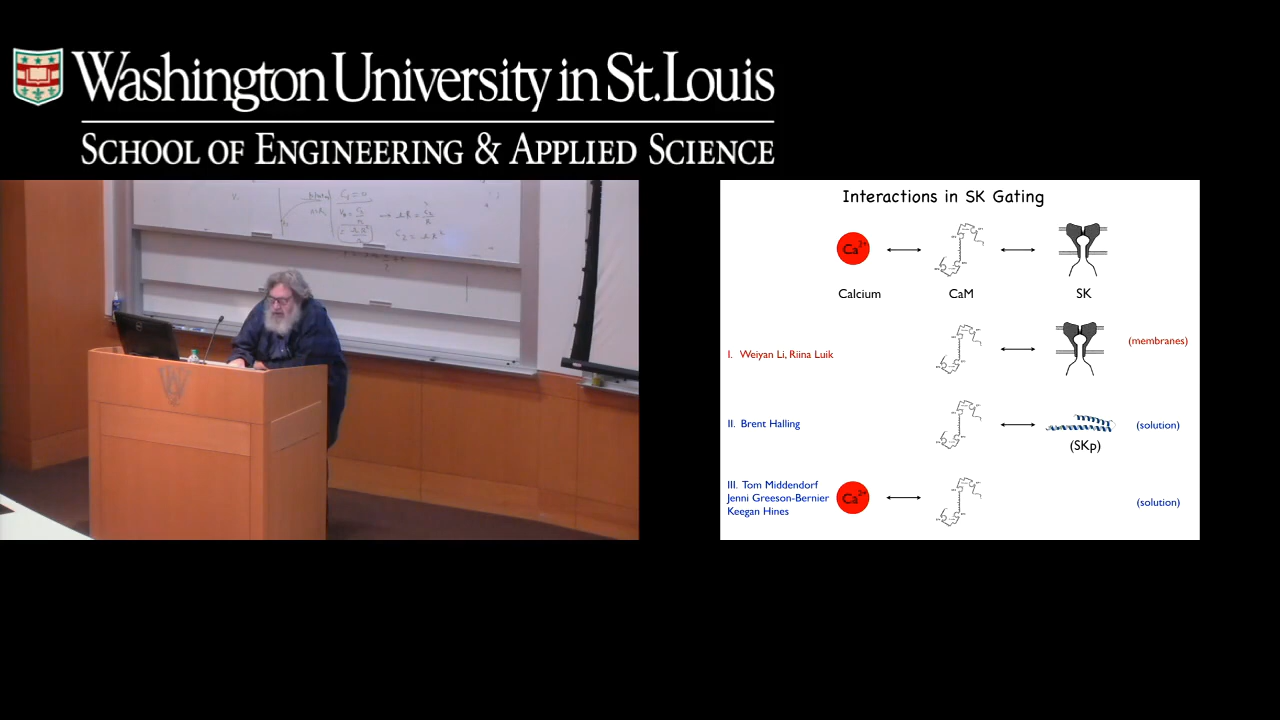 Washington University in St. Louis
SCHOOL OF ENGINEERING & APPLIED SCIENCE
Interactions in SK Gating
Ca2+
Calcium
CaM
SK
I. Weiyan Li, Riina Luik
(membranes)
II. Brent Halling
(SKp)
(solution)
III. Tom Middendorf
Jenni Greeson-Bernier
Keegan Hines
Ca2+
(solution)